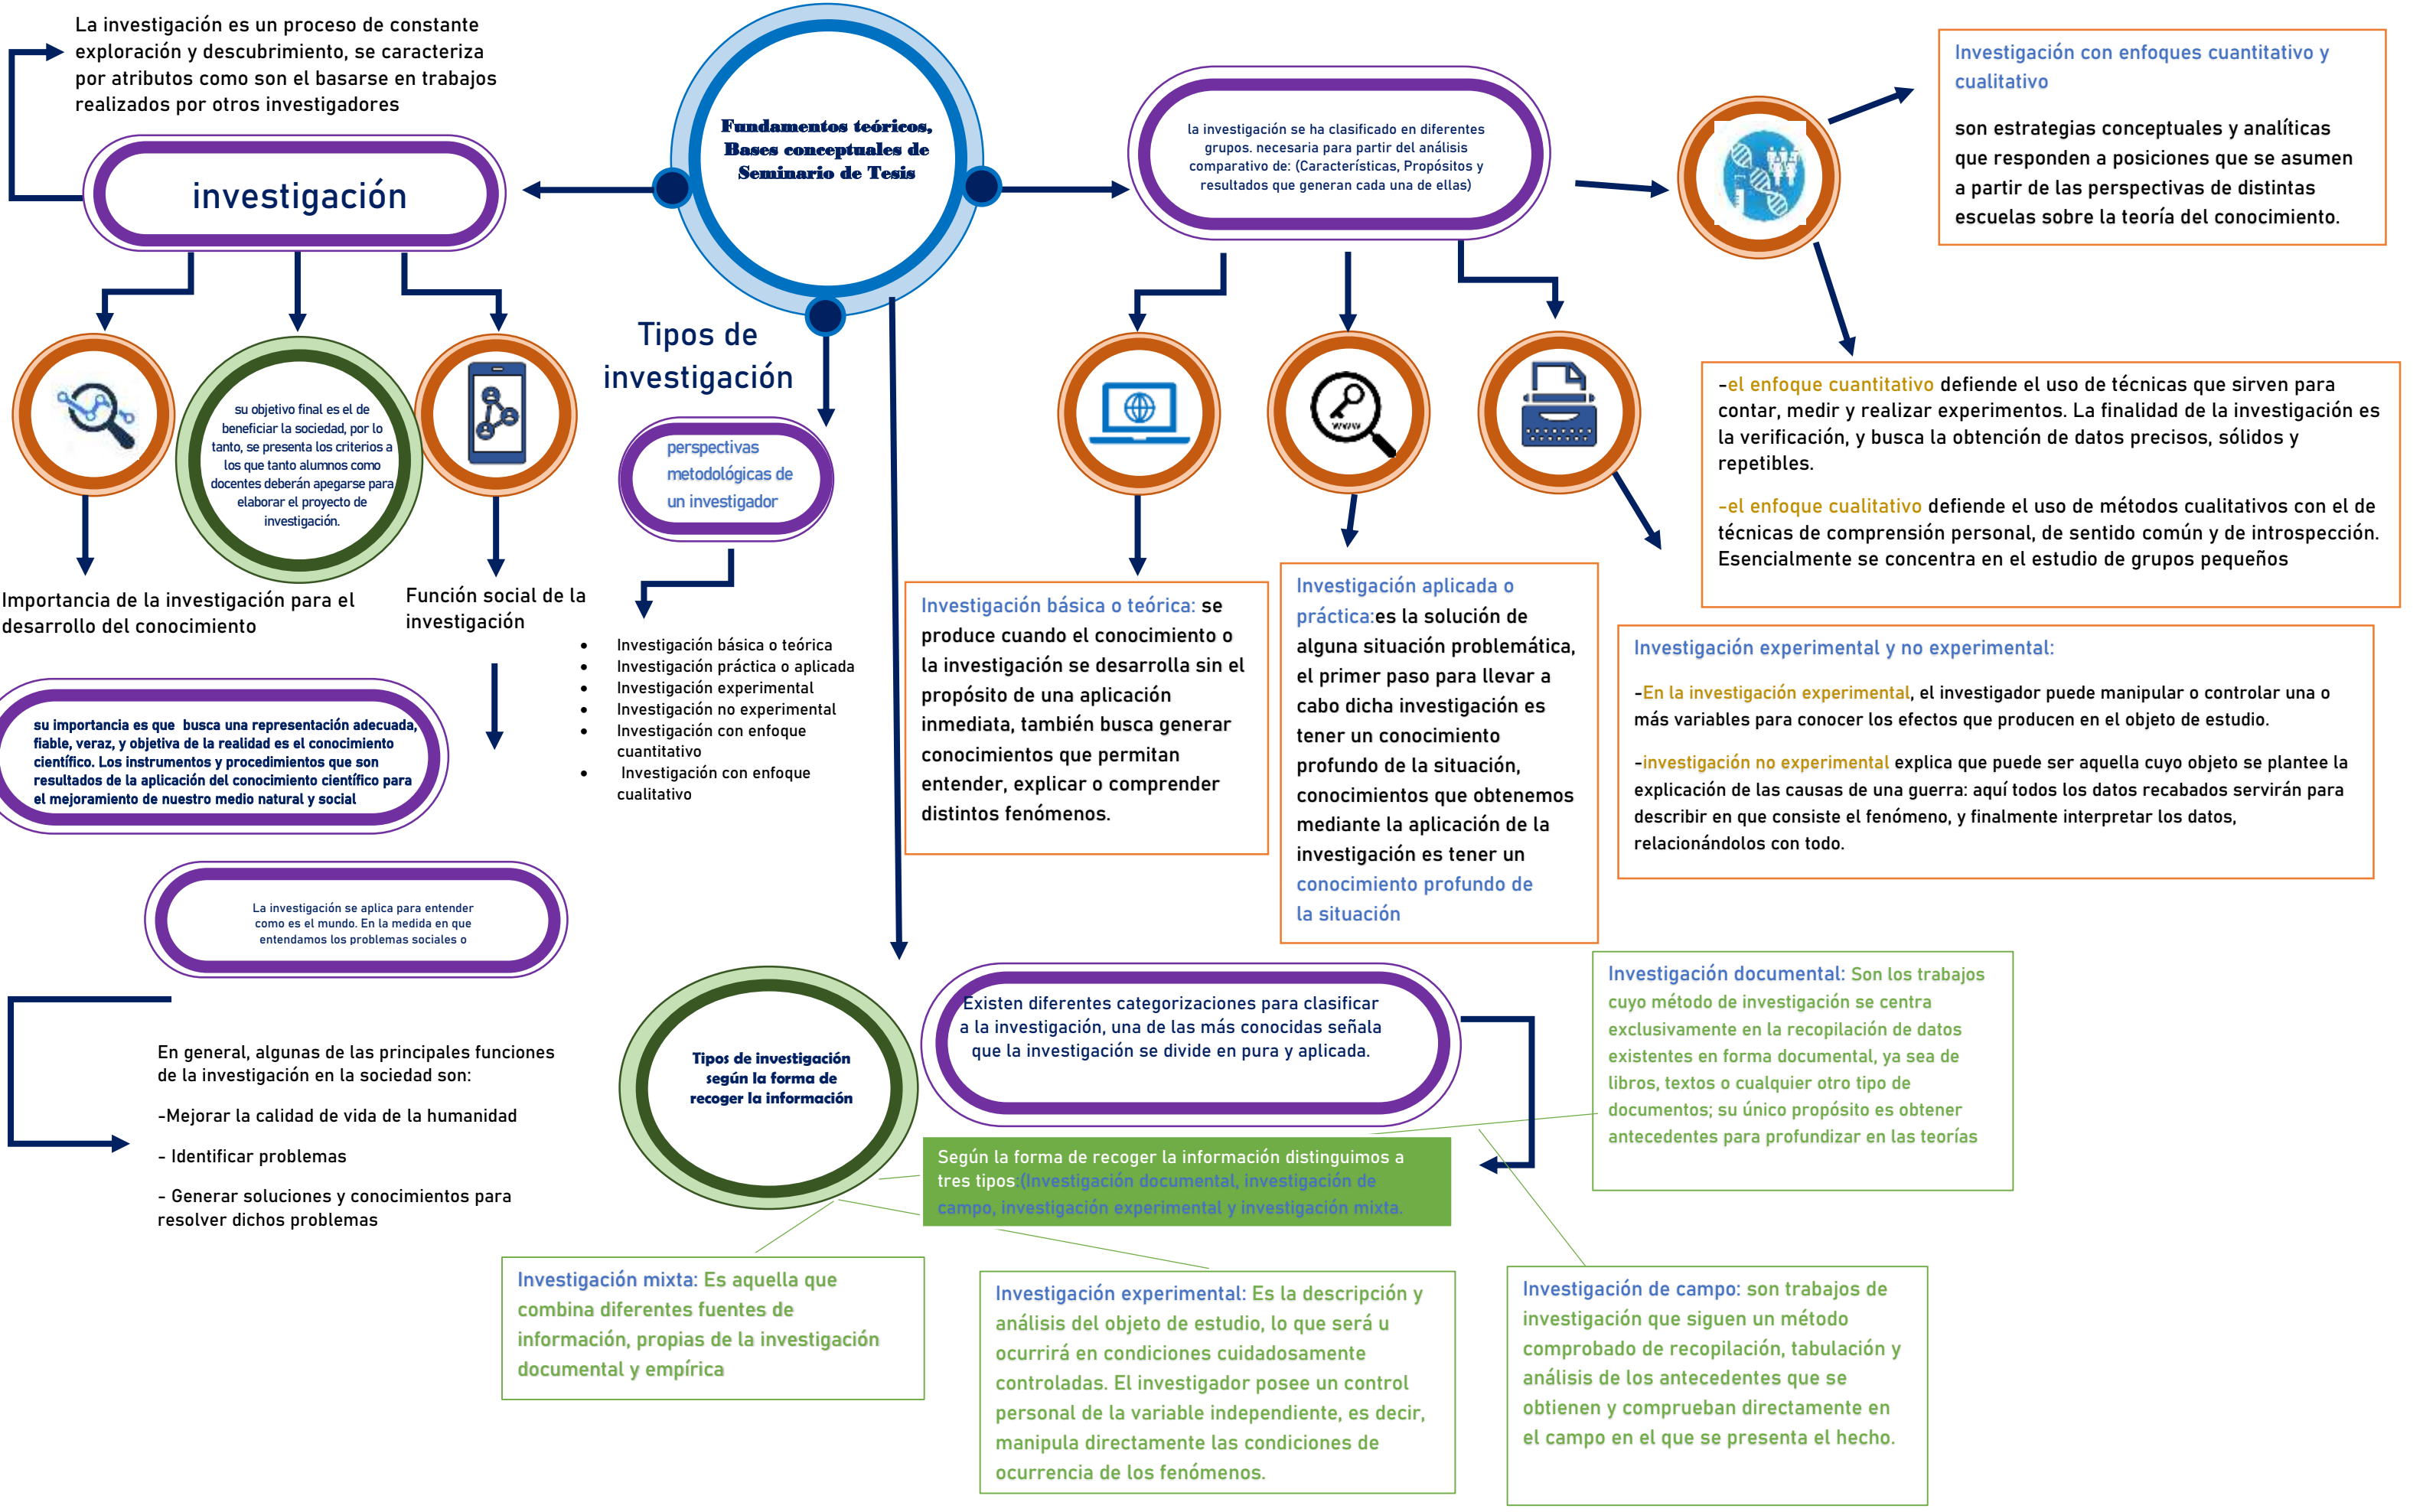 La investigación es un proceso de constante
exploración y descubrimiento, se caracteriza
por atributos como son el basarse en trabajos
realizados por otros investigadores
investigación
Fundamentos teóricos,
Bases conceptuales de
Seminario de Tesis
la investigación se ha clasificado en diferentes
grupos. necesaria para partir del análisis
comparativo de: (Características, Propósitos y
resultados que generan cada una de ellas)
Investigación con enfoques cuantitativo y
cualitativo
son estrategias conceptuales y analíticas
que responden a posiciones que se asumen
a partir de las perspectivas de distintas
escuelas sobre la teoría del conocimiento.
su objetivo final es el de
beneficiar la sociedad, por lo
tanto, se presenta los criterios a
los que tanto alumnos como
docentes deberán apegarse para
elaborar el proyecto de
investigación.
Importancia de la investigación para el
desarrollo del conocimiento
Función social de la
investigación
su importancia es que  busca una representación adecuada,
fiable, veraz, y objetiva de la realidad es el conocimiento
científico. Los instrumentos y procedimientos que son
resultados de la aplicación del conocimiento científico para
el mejoramiento de nuestro medio natural y social
La investigación se aplica para entender
como es el mundo. En la medida en que
entendamos los problemas sociales o
En general, algunas de las principales funciones
de la investigación en la sociedad son:
-Mejorar la calidad de vida de la humanidad
- Identificar problemas
- Generar soluciones y conocimientos para
resolver dichos problemas
Tipos de
investigación
perspectivas
metodológicas de
un investigador
• Investigación básica o teórica
• Investigación práctica o aplicada
• Investigación experimental
• Investigación no experimental
• Investigación con enfoque
cuantitativo
• Investigación con enfoque
cualitativo
www
Investigación básica o teórica: se
produce cuando el conocimiento o
la investigación se desarrolla sin el
propósito de una aplicación
inmediata, también busca generar
conocimientos que permitan
entender, explicar o comprender
distintos fenómenos.
Investigación aplicada o
práctica:es la solución de
alguna situación problemática,
el primer paso para llevar a
cabo dicha investigación es
tener un conocimiento
profundo de la situación,
conocimientos que obtenemos
mediante la aplicación de la
investigación es tener un
conocimiento profundo de
la situación
-el enfoque cuantitativo defiende el uso de técnicas que sirven para
contar, medir y realizar experimentos. La finalidad de la investigación es
la verificación, y busca la obtención de datos precisos, sólidos y
repetibles.
-el enfoque cualitativo defiende el uso de métodos cualitativos con el de
técnicas de comprensión personal, de sentido común y de introspección.
Esencialmente se concentra en el estudio de grupos pequeños
Investigación experimental y no experimental:
-En la investigación experimental, el investigador puede manipular o controlar una o
más variables para conocer los efectos que producen en el objeto de estudio.
-investigación no experimental explica que puede ser aquella cuyo objeto se plantee la
explicación de las causas de una guerra: aquí todos los datos recabados servirán para
describir en que consiste el fenómeno, y finalmente interpretar los datos,
relacionándolos con todo.
Tipos de investigación
según la forma de
recoger la información
Existen diferentes categorizaciones para clasificar
a la investigación, una de las más conocidas señala
que la investigación se divide en pura y aplicada.
Según la forma de recoger la información distinguimos a
tres tipos:(Investigación documental, investigación de
campo, investigación experimental y investigación mixta.
Investigación documental: Son los trabajos
cuyo método de investigación se centra
exclusivamente en la recopilación de datos
existentes en forma documental, ya sea de
libros, textos o cualquier otro tipo de
documentos; su único propósito es obtener
antecedentes para profundizar en las teorías
Investigación mixta: Es aquella que
combina diferentes fuentes de
información, propias de la investigación
documental y empírica
Investigación experimental: Es la descripción y
análisis del objeto de estudio, lo que será u
ocurrirá en condiciones cuidadosamente
controladas. El investigador posee un control
personal de la variable independiente, es decir,
manipula directamente las condiciones de
ocurrencia de los fenómenos.
Investigación de campo: son trabajos de
investigación que siguen un método
comprobado de recopilación, tabulación y
análisis de los antecedentes que se
obtienen y comprueban directamente en
el campo en el que se presenta el hecho.